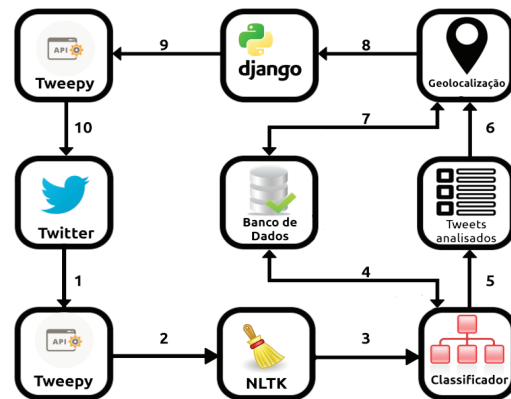 9
8
API
Tweepy
django
Geolocalização
10
7
6
Twitter
Banco de
Dados
Tweets
analisados
1
4
5
API
Tweepy
2
NLTK
3
Classificador